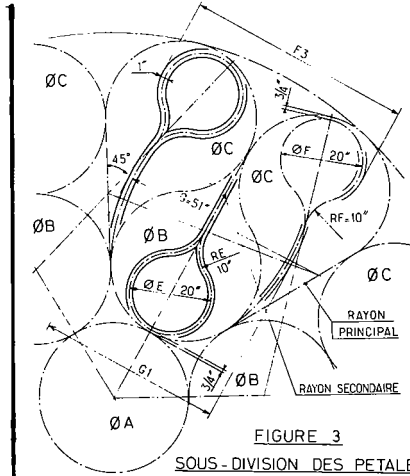 F3
ØC
1"
3/4"
ØC
ØF 20"
45°
ØC
G=51"
ØB
ØB
RE
10"
RF=10"
ØC
ØE 20"
RAYON
PRINCIPAL
G1
3/4"
ØB
RAYON SECONDAIRE
ØA
FIGURE 3
SOUS-DIVISION DES PETALE